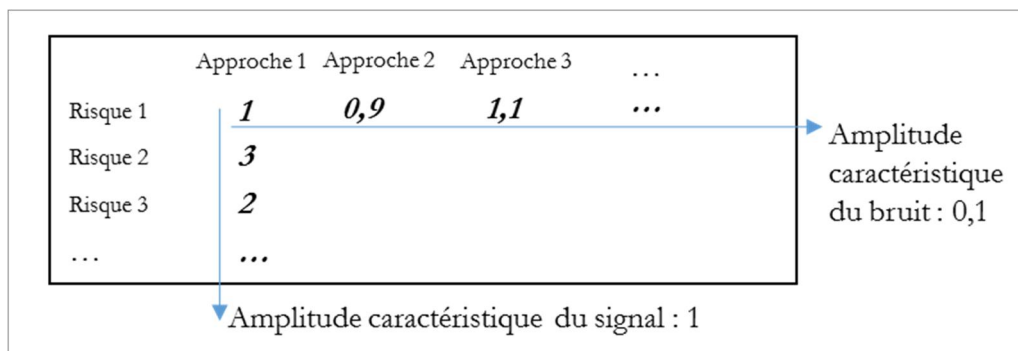 Approche 1 Approche 2 Approche 3 ...
Risque 1 1 0,9 1,1 ...
Risque 2 3
Risque 3 2
... ...
Amplitude
caractéristique
du bruit : 0,1
Amplitude caractéristique du signal : 1